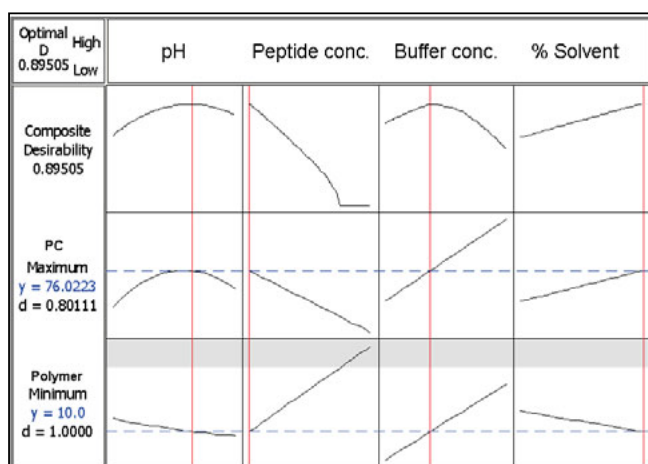 Optimal High
D
0.89505 Low
pH
Peptide conc.
Buffer conc.
% Solvent
Composite
Desirability
0.89505
PC
Maximum
y = 76.0223
d = 0.80111
Polymer
Minimum
y = 10.0
d = 1.0000